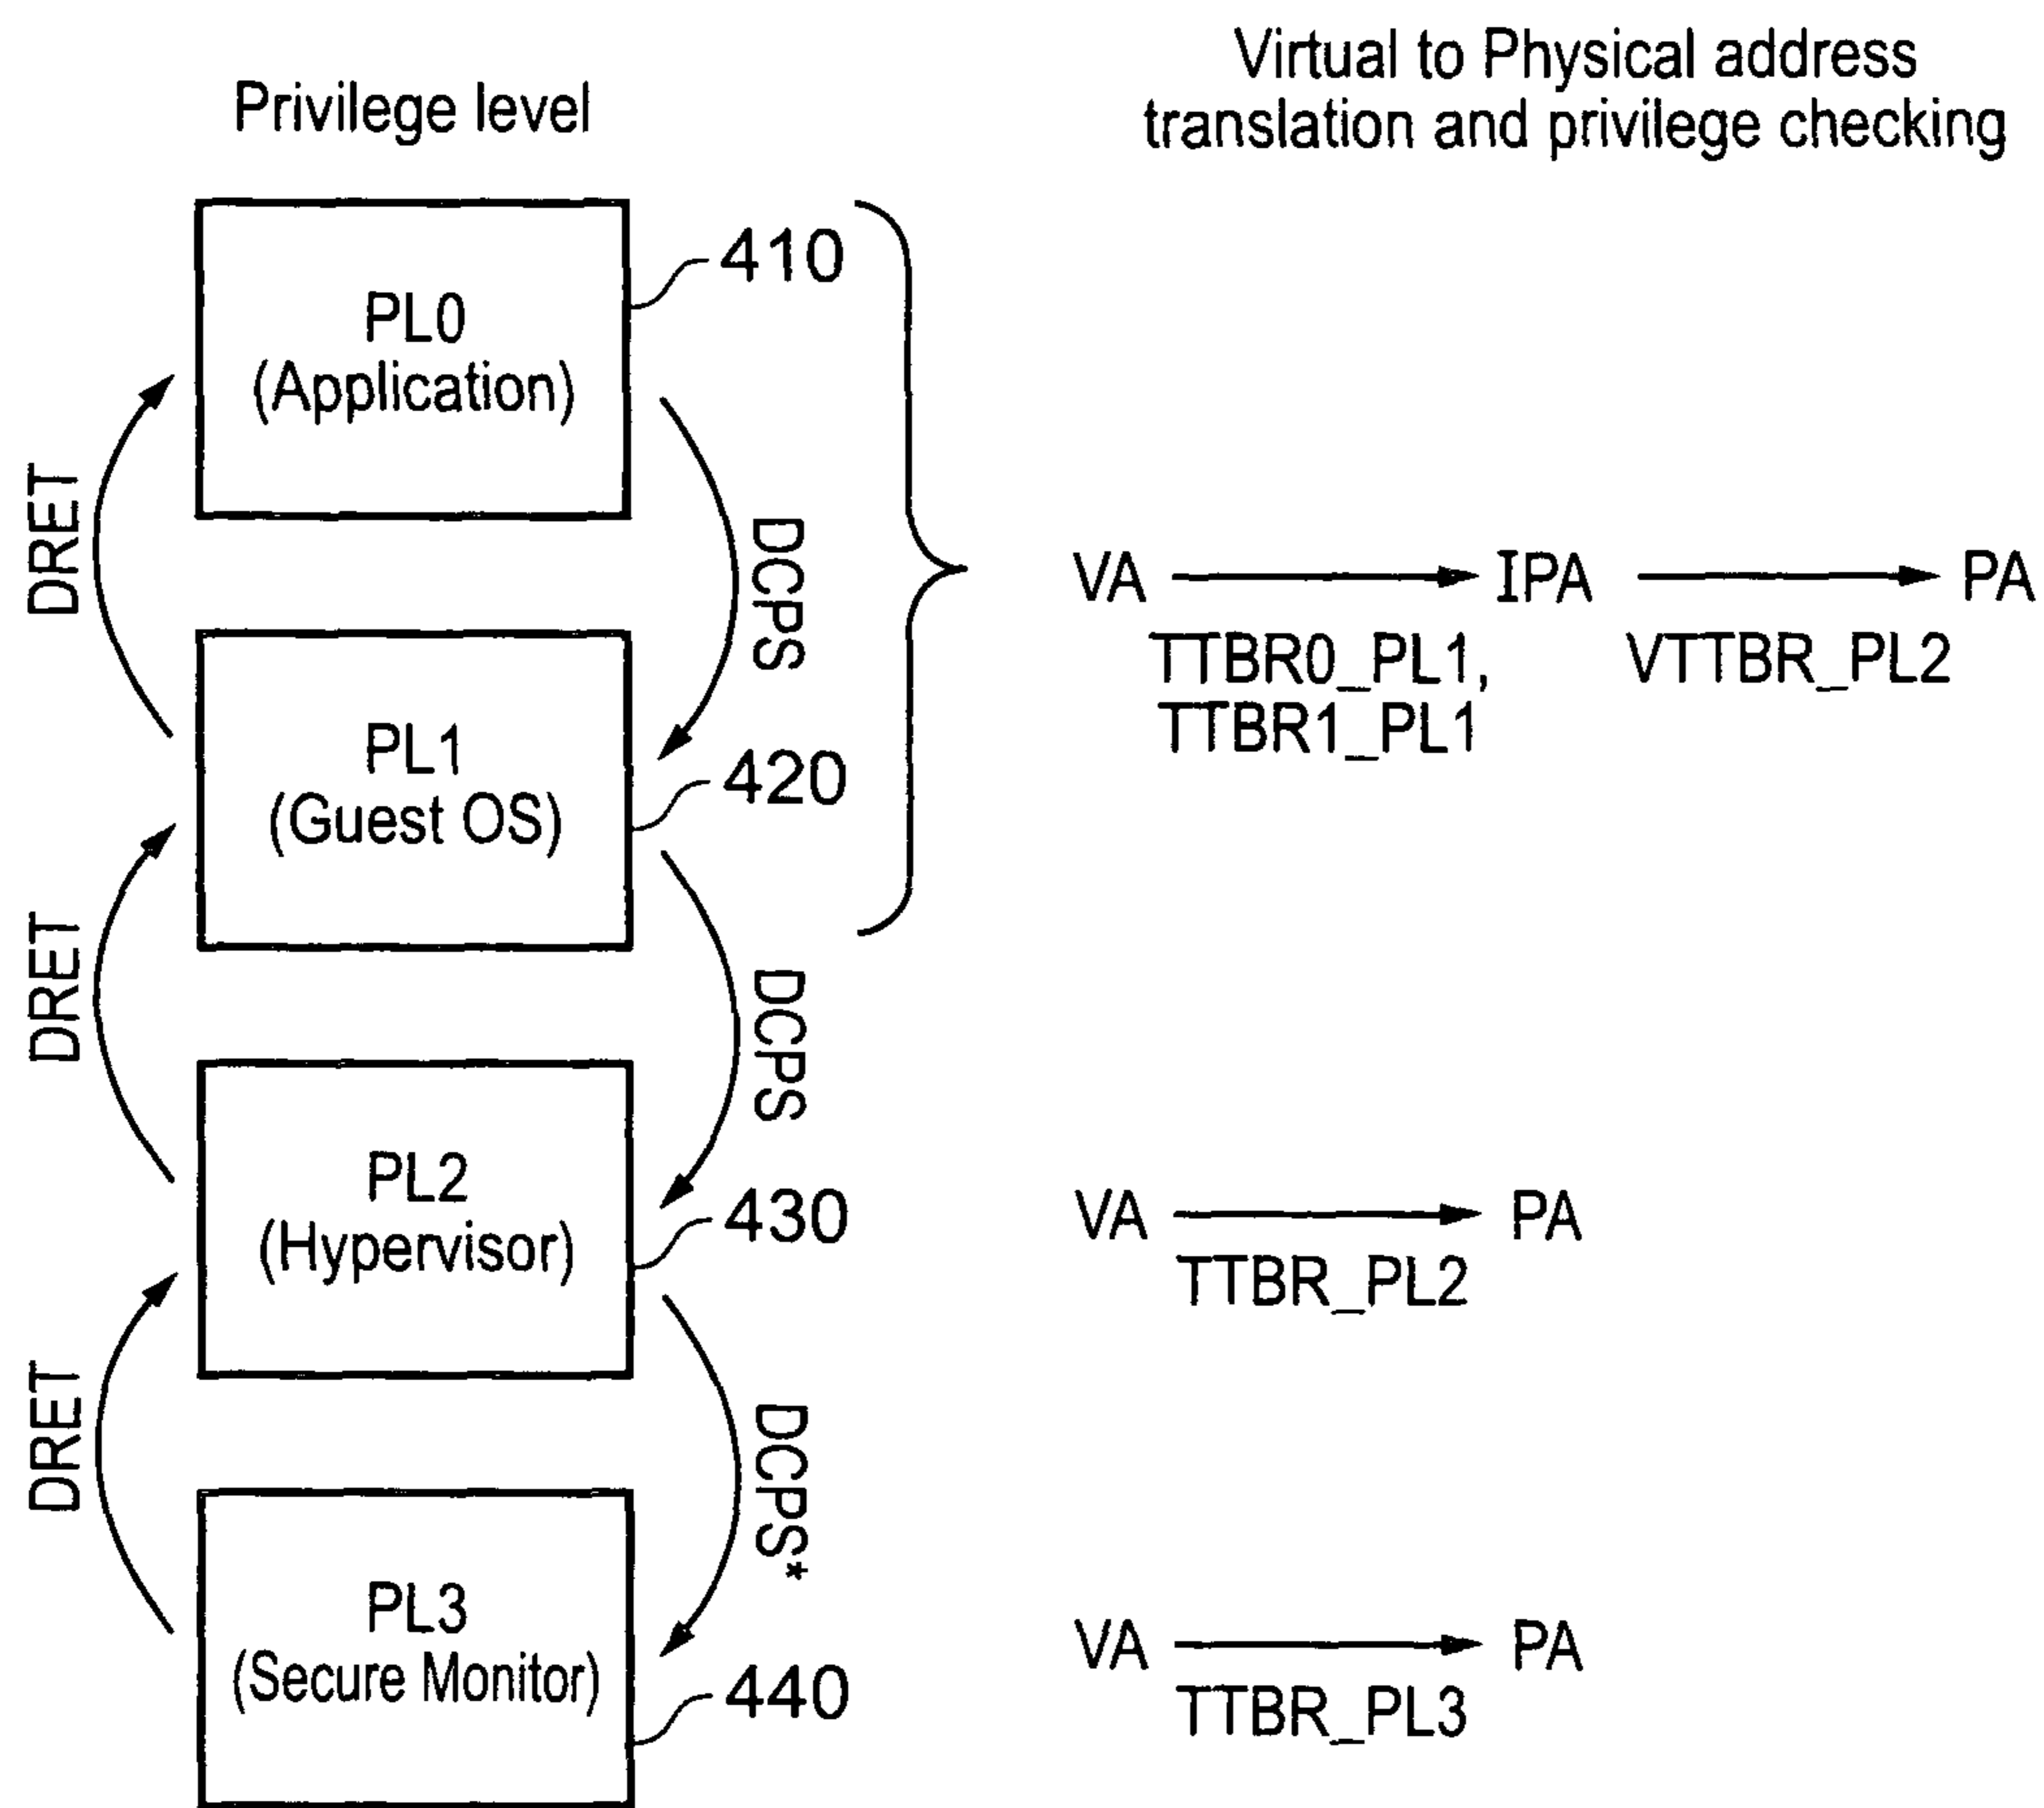 Virtual to Physical address
translation and privilege checking
Privilege level
410
PL0
(Application)
DRET
DCPS
VA IPA PA
TTBR0_PL1, VTTBR_PL2
TTBR1_PL1
PL1
(Guest OS)
420
DRET
DCPS
PL2
(Hypervisor)
430
VA PA
TTBR_PL2
DRET
DCPS*
PL3
(Secure Monitor)
440
VA PA
TTBR_PL3